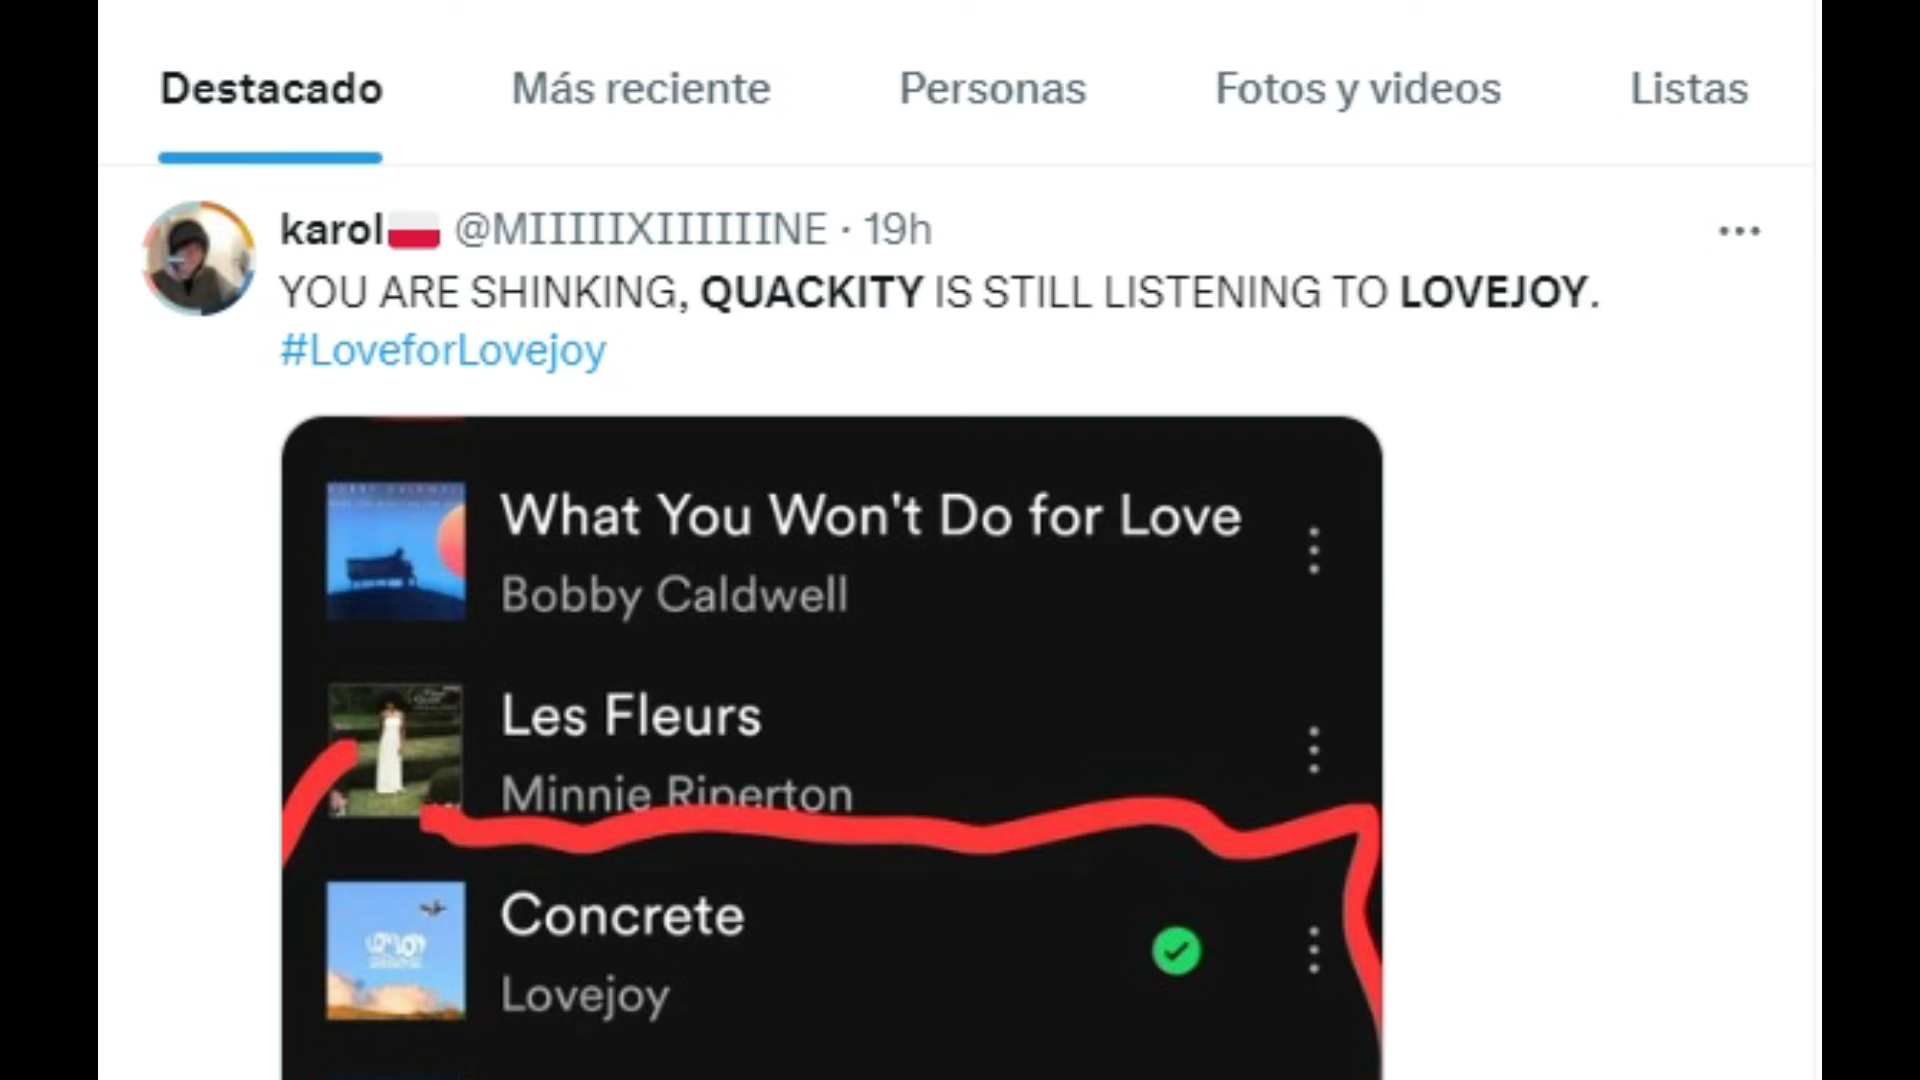 Destacado Más reciente Personas Fotos y videos Listas
karol @MIIIIIXIIIIIINE · 19h
YOU ARE SHINKING, QUACKITY IS STILL LISTENING TO LOVEJOY.
#LoveforLovejoy
What You Won't Do for Love
Bobby Caldwell
Les Fleurs
Minnie Riperton
Concrete
Lovejoy